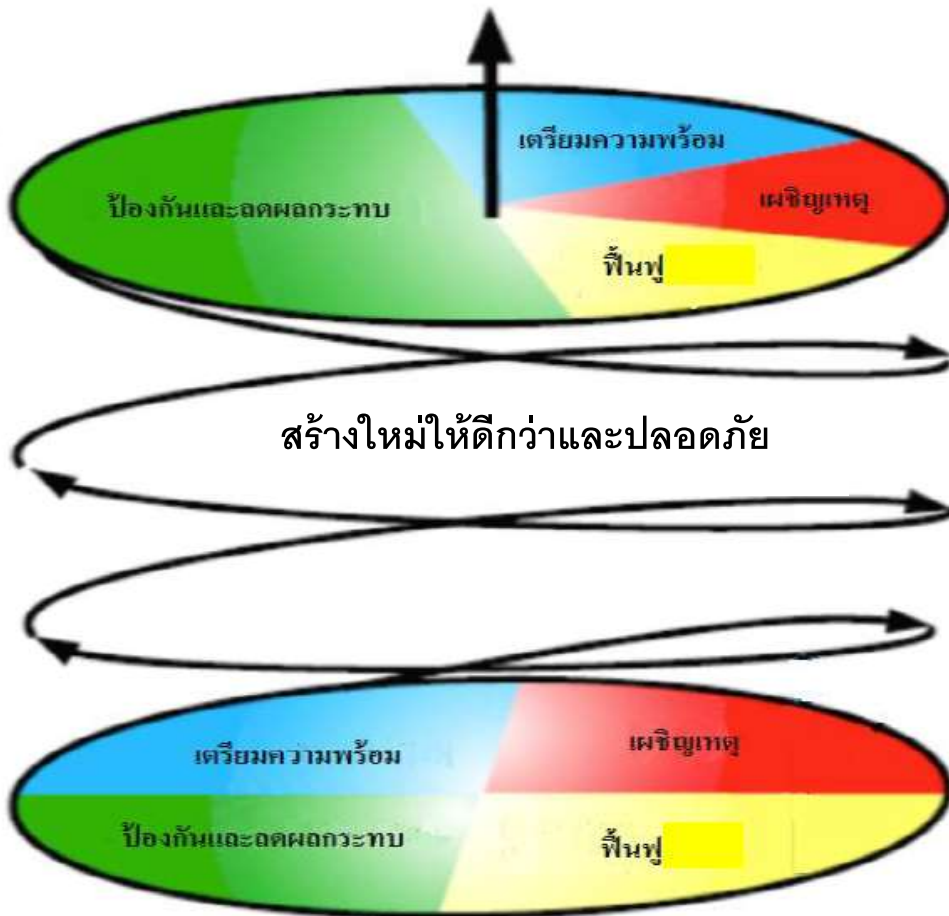 เตรียมความพร้อม
ป้องกันและลดผลกระทบ
เผชิญเหตุ
ฟื้นฟู
สร้างใหม่ให้ดีกว่าและปลอดภัย
เตรียมความพร้อม
เผชิญเหตุ
ป้องกันและลดผลกระทบ
ฟื้นฟู